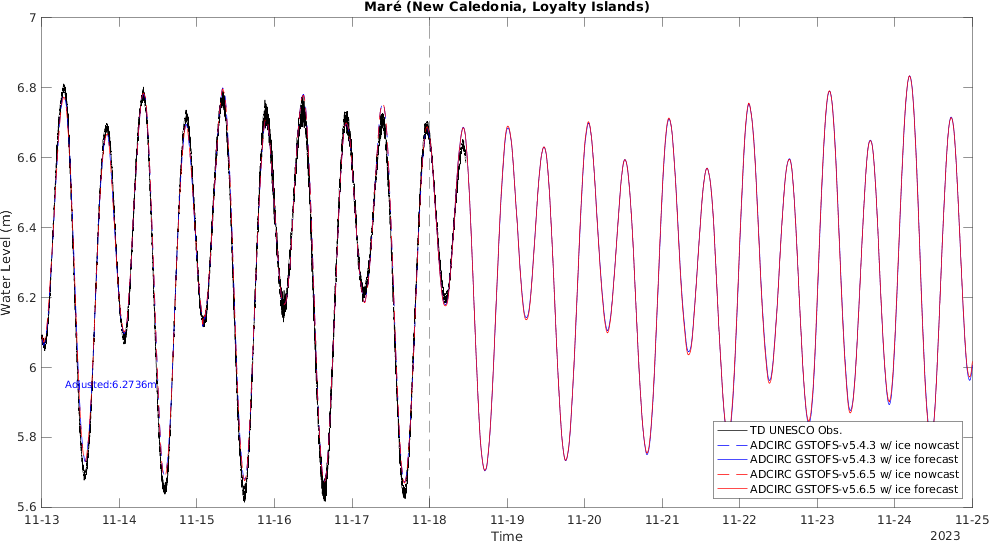 Maré (New Caledonia, Loyalty Islands)
7
6.8
6.6
6.4
6.2
6
5.8
5.6
Water Level (m)
Adjusted:6.2736m
TD UNESCO Obs.
ADCIRC GSTOFS-v5.4.3 w/ ice nowcast
ADCIRC GSTOFS-v5.4.3 w/ ice forecast
ADCIRC GSTOFS-v5.6.5 w/ ice nowcast
ADCIRC GSTOFS-v5.6.5 w/ ice forecast
11-13 11-14 11-15 11-16 11-17 11-18 11-19 11-20 11-21 11-22 11-23 11-24 11-25
Time
2023